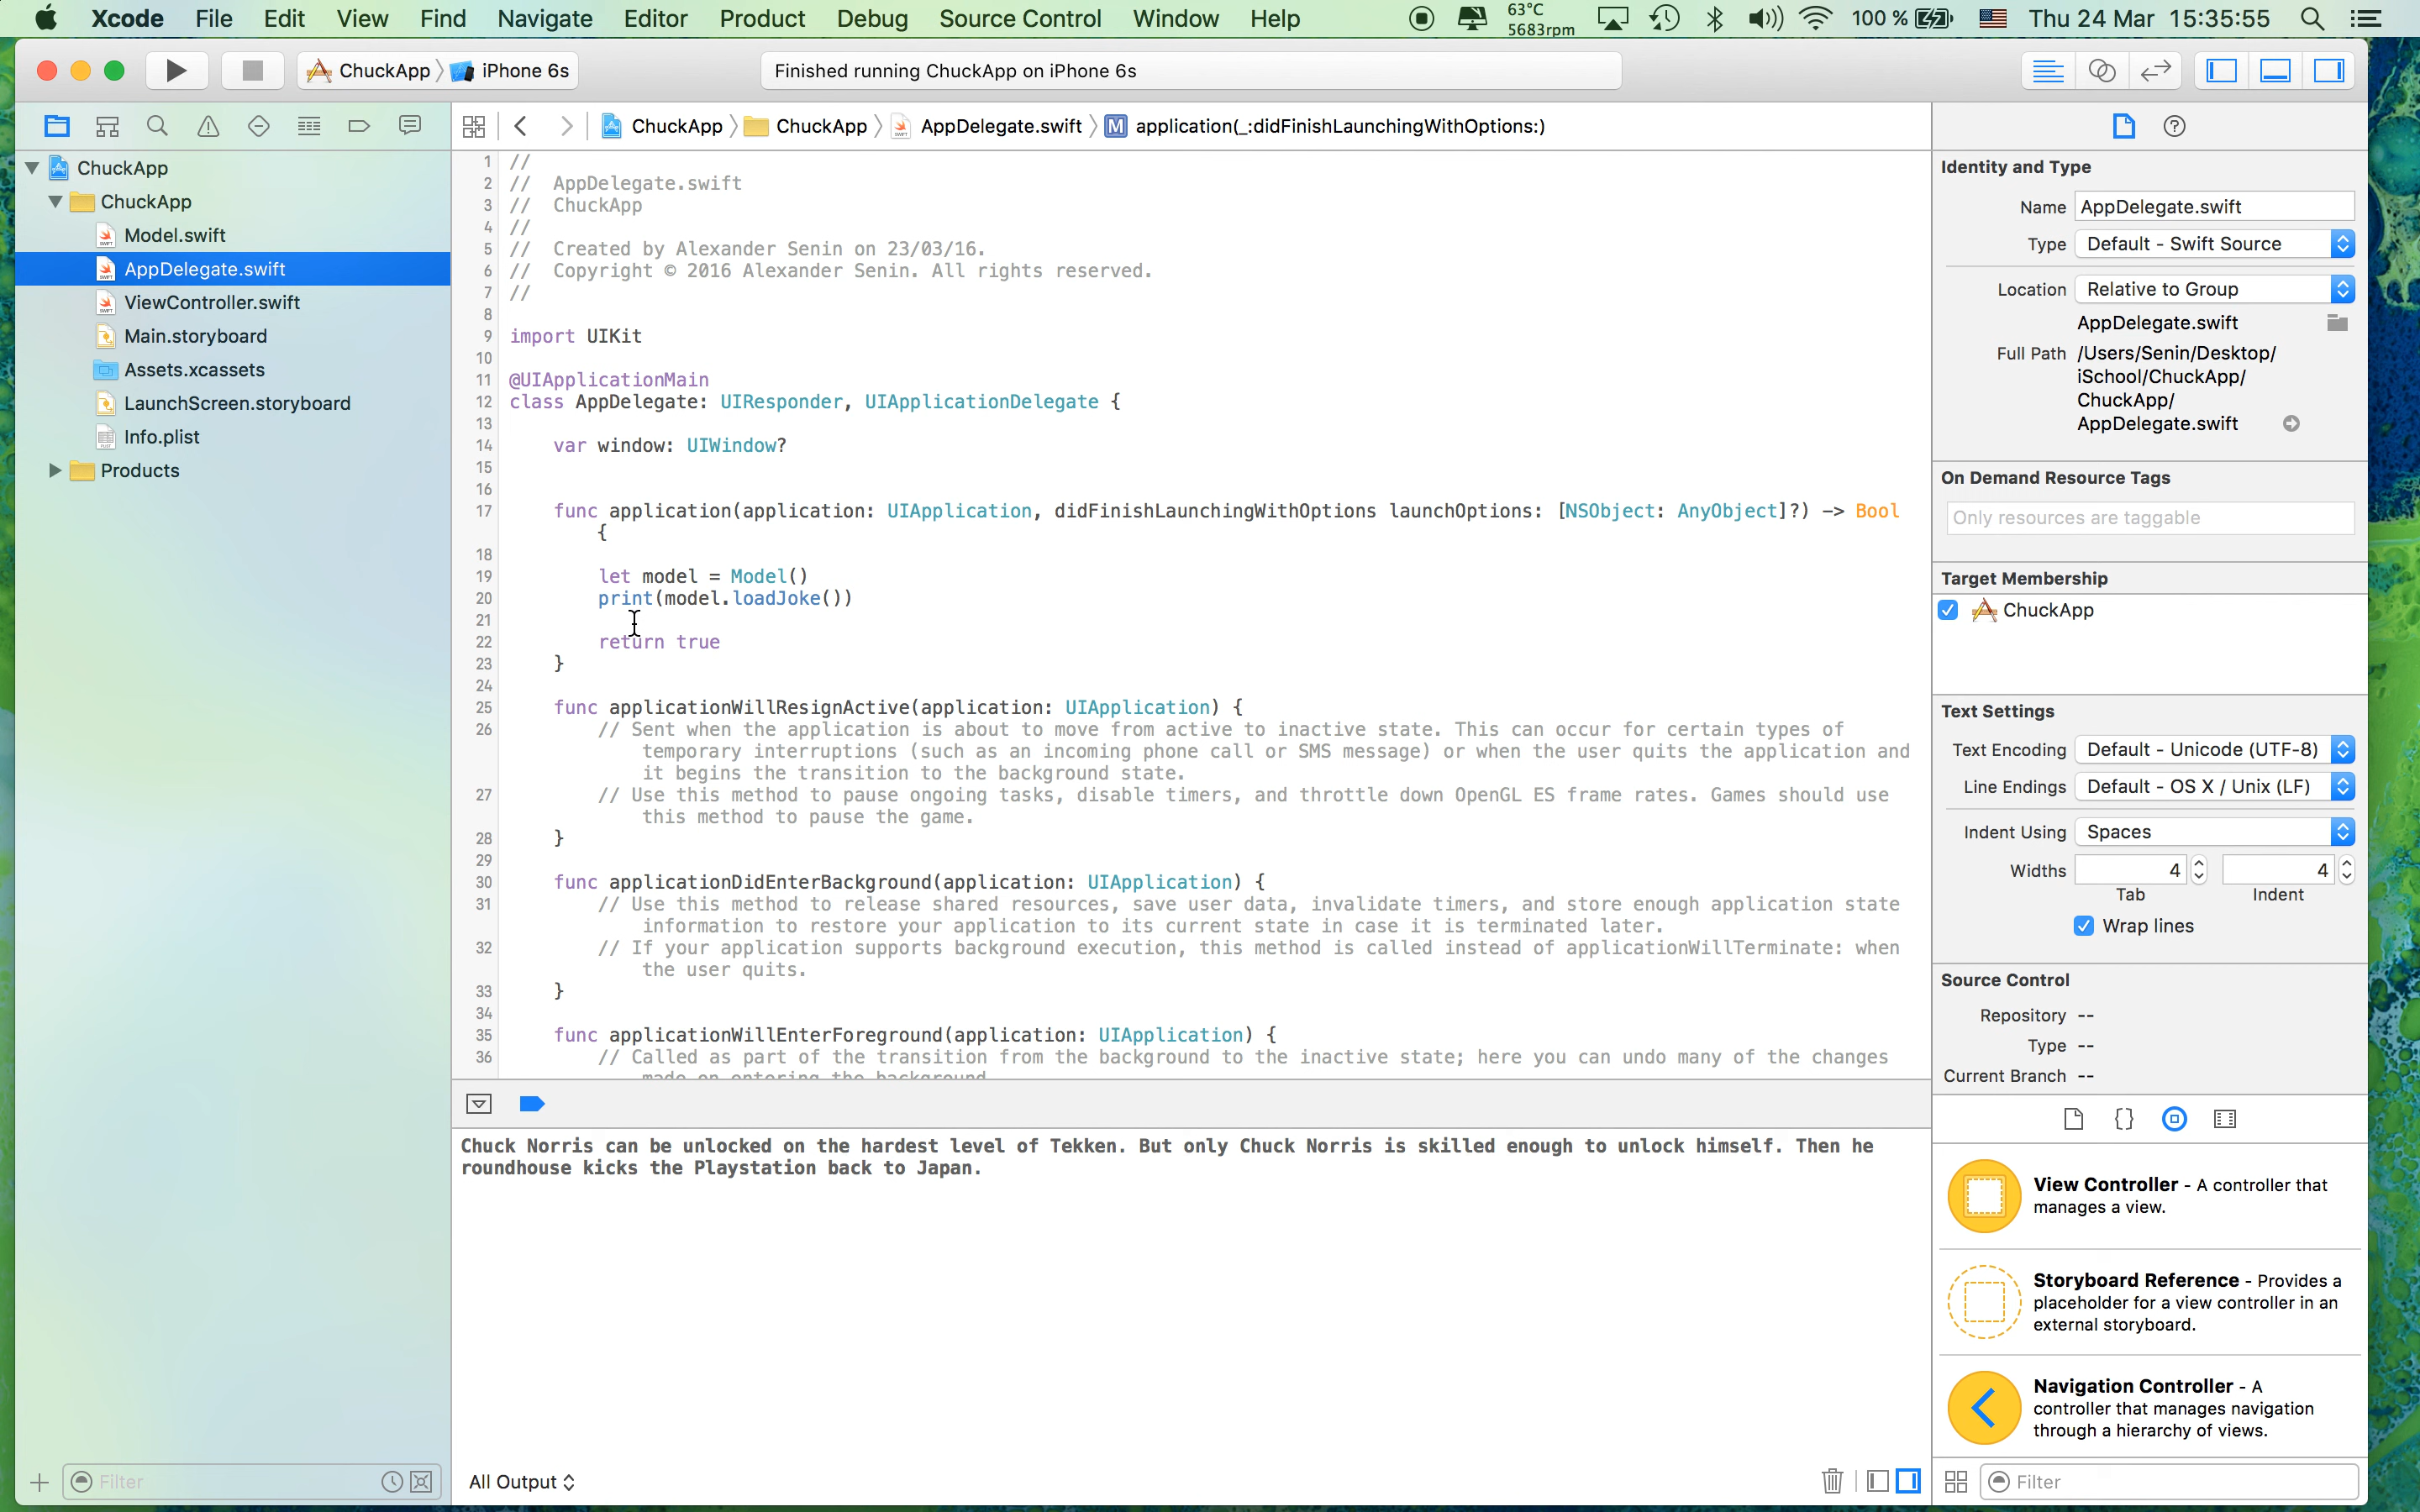 Xcode File Edit View Find Navigate Editor Product Debug Source Control Window Help 63°C 5683rpm 100 % Thu 24 Mar 15:35:55
ChuckApp iPhone 6s Finished running ChuckApp on iPhone 6s
ChuckApp ChuckApp AppDelegate.swift M application(_:didFinishLaunchingWithOptions:)
ChuckApp
ChuckApp
Model.swift
AppDelegate.swift
ViewController.swift
Main.storyboard
Assets.xcassets
LaunchScreen.storyboard
Info.plist
Products
Filter
1 //
2 // AppDelegate.swift
3 // ChuckApp
4 //
5 // Created by Alexander Senin on 23/03/16.
6 // Copyright © 2016 Alexander Senin. All rights reserved.
7 //
8
9 import UIKit
10
11 @UIApplicationMain
12 class AppDelegate: UIResponder, UIApplicationDelegate {
13
14 var window: UIWindow?
15
16
17 func application(application: UIApplication, didFinishLaunchingWithOptions launchOptions: [NSObject: AnyObject]?) -> Bool
{
18
19 let model = Model()
20 print(model.loadJoke())
21
22 return true
23 }
24
25 func applicationWillResignActive(application: UIApplication) {
26 // Sent when the application is about to move from active to inactive state. This can occur for certain types of
temporary interruptions (such as an incoming phone call or SMS message) or when the user quits the application and
it begins the transition to the background state.
27 // Use this method to pause ongoing tasks, disable timers, and throttle down OpenGL ES frame rates. Games should use
this method to pause the game.
28 }
29
30 func applicationDidEnterBackground(application: UIApplication) {
31 // Use this method to release shared resources, save user data, invalidate timers, and store enough application state
information to restore your application to its current state in case it is terminated later.
32 // If your application supports background execution, this method is called instead of applicationWillTerminate: when
the user quits.
33 }
34
35 func applicationWillEnterForeground(application: UIApplication) {
36 // Called as part of the transition from the background to the inactive state; here you can undo many of the changes
made on entering the background
Chuck Norris can be unlocked on the hardest level of Tekken. But only Chuck Norris is skilled enough to unlock himself. Then he
roundhouse kicks the Playstation back to Japan.
All Output
Identity and Type
Name AppDelegate.swift
Type Default - Swift Source
Location Relative to Group
AppDelegate.swift
Full Path /Users/Senin/Desktop/
iSchool/ChuckApp/
ChuckApp/
AppDelegate.swift
On Demand Resource Tags
Only resources are taggable
Target Membership
ChuckApp
Text Settings
Text Encoding Default - Unicode (UTF-8)
Line Endings Default - OS X / Unix (LF)
Indent Using Spaces
Widths 4 4
Tab Indent
Wrap lines
Source Control
Repository --
Type --
Current Branch --
View Controller - A controller that
manages a view.
Storyboard Reference - Provides a
placeholder for a view controller in an
external storyboard.
Navigation Controller - A
controller that manages navigation
through a hierarchy of views.
Filter